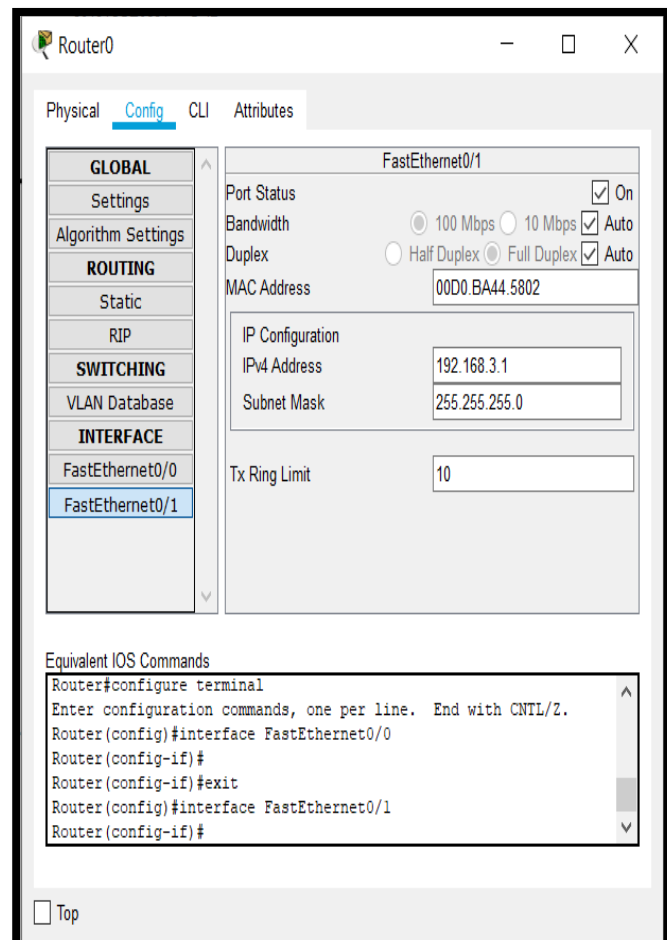 Router0
Physical Config CLI Attributes
GLOBAL
Settings
Algorithm Settings
ROUTING
Static
RIP
SWITCHING
VLAN Database
INTERFACE
FastEthernet0/0
FastEthernet0/1
FastEthernet0/1
Port Status On
Bandwidth 100 Mbps 10 Mbps Auto
Duplex Half Duplex Full Duplex Auto
MAC Address 00D0.BA44.5802
IP Configuration
IPv4 Address 192.168.3.1
Subnet Mask 255.255.255.0
Tx Ring Limit 10
Equivalent IOS Commands
Router#configure terminal
Enter configuration commands, one per line. End with CNTL/Z.
Router(config)#interface FastEthernet0/0
Router(config-if)#
Router(config-if)#exit
Router(config)#interface FastEthernet0/1
Router(config-if)#
Top